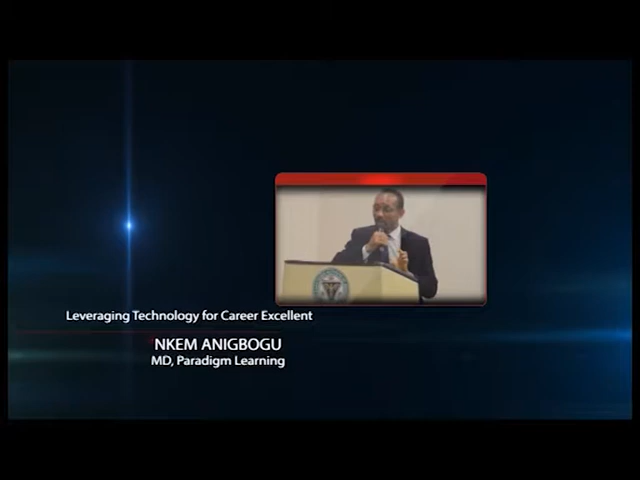 Leveraging Technology for Career Excellent
NKEM ANIGBOGU
MD, Paradigm Learning